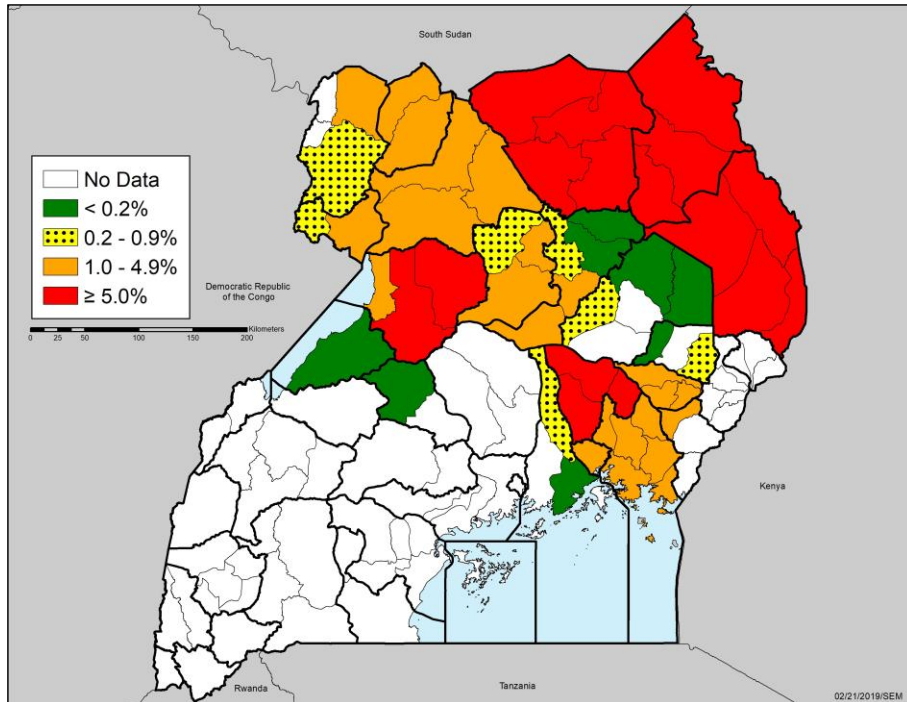 South Sudan
No Data
< 0.2%
0.2 - 0.9%
1.0 - 4.9%
≥ 5.0%
Democratic Republic
of the Congo
Kilometers
0 25 50 100 150 200
Kenya
Rwanda
Tanzania
02/21/2019/SEM